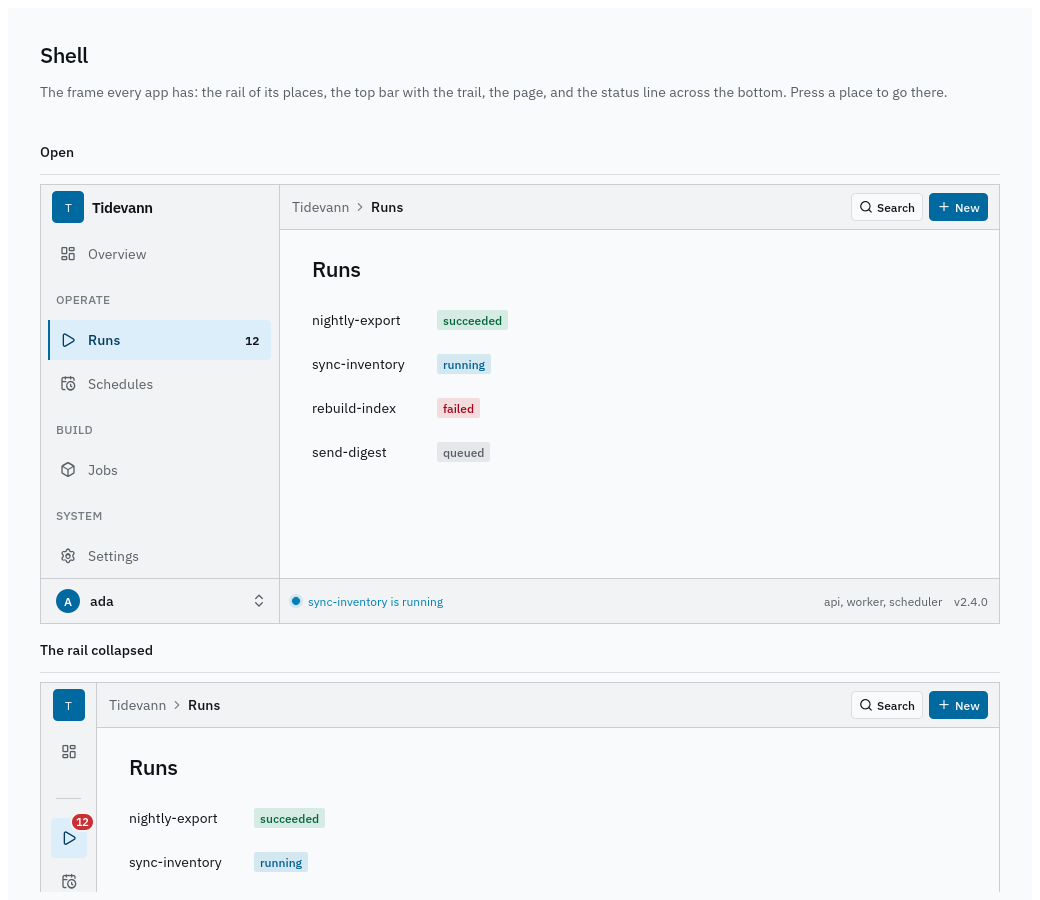 Shell
The frame every app has: the rail of its places, the top bar with the trail, the page, and the status line across the bottom. Press a place to go there.
Open
T Tidevann
Tidevann > Runs
Search
+ New
Overview
OPERATE
Runs 12
Schedules
BUILD
Jobs
SYSTEM
Settings
A ada
Runs
nightly-export succeeded
sync-inventory running
rebuild-index failed
send-digest queued
sync-inventory is running
api, worker, scheduler v2.4.0
The rail collapsed
T
Tidevann > Runs
Search
+ New
12
Runs
nightly-export succeeded
sync-inventory running